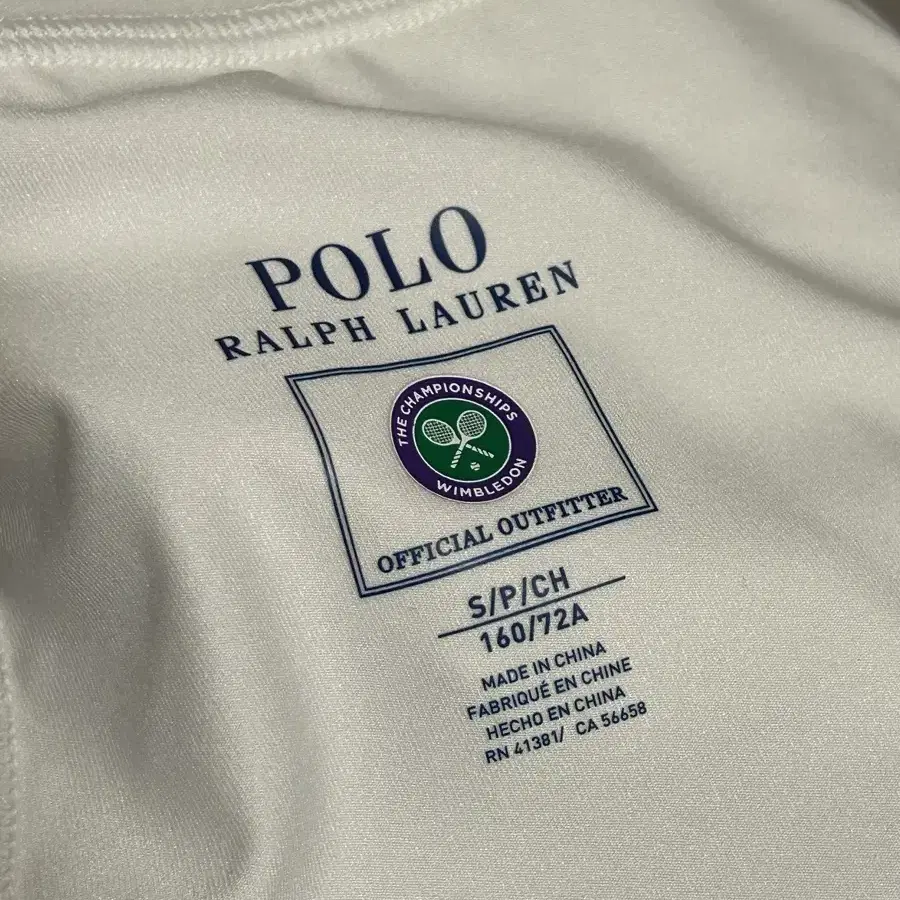 POLO
RALPH LAUREN
THE CHAMPIONSHIPS
WIMBLEDON
OFFICIAL OUTFITTER
S/P/CH
160/72A
MADE IN CHINA
FABRIQUÉ EN CHINE
HECHO EN CHINA
RN 41381/ CA 56658